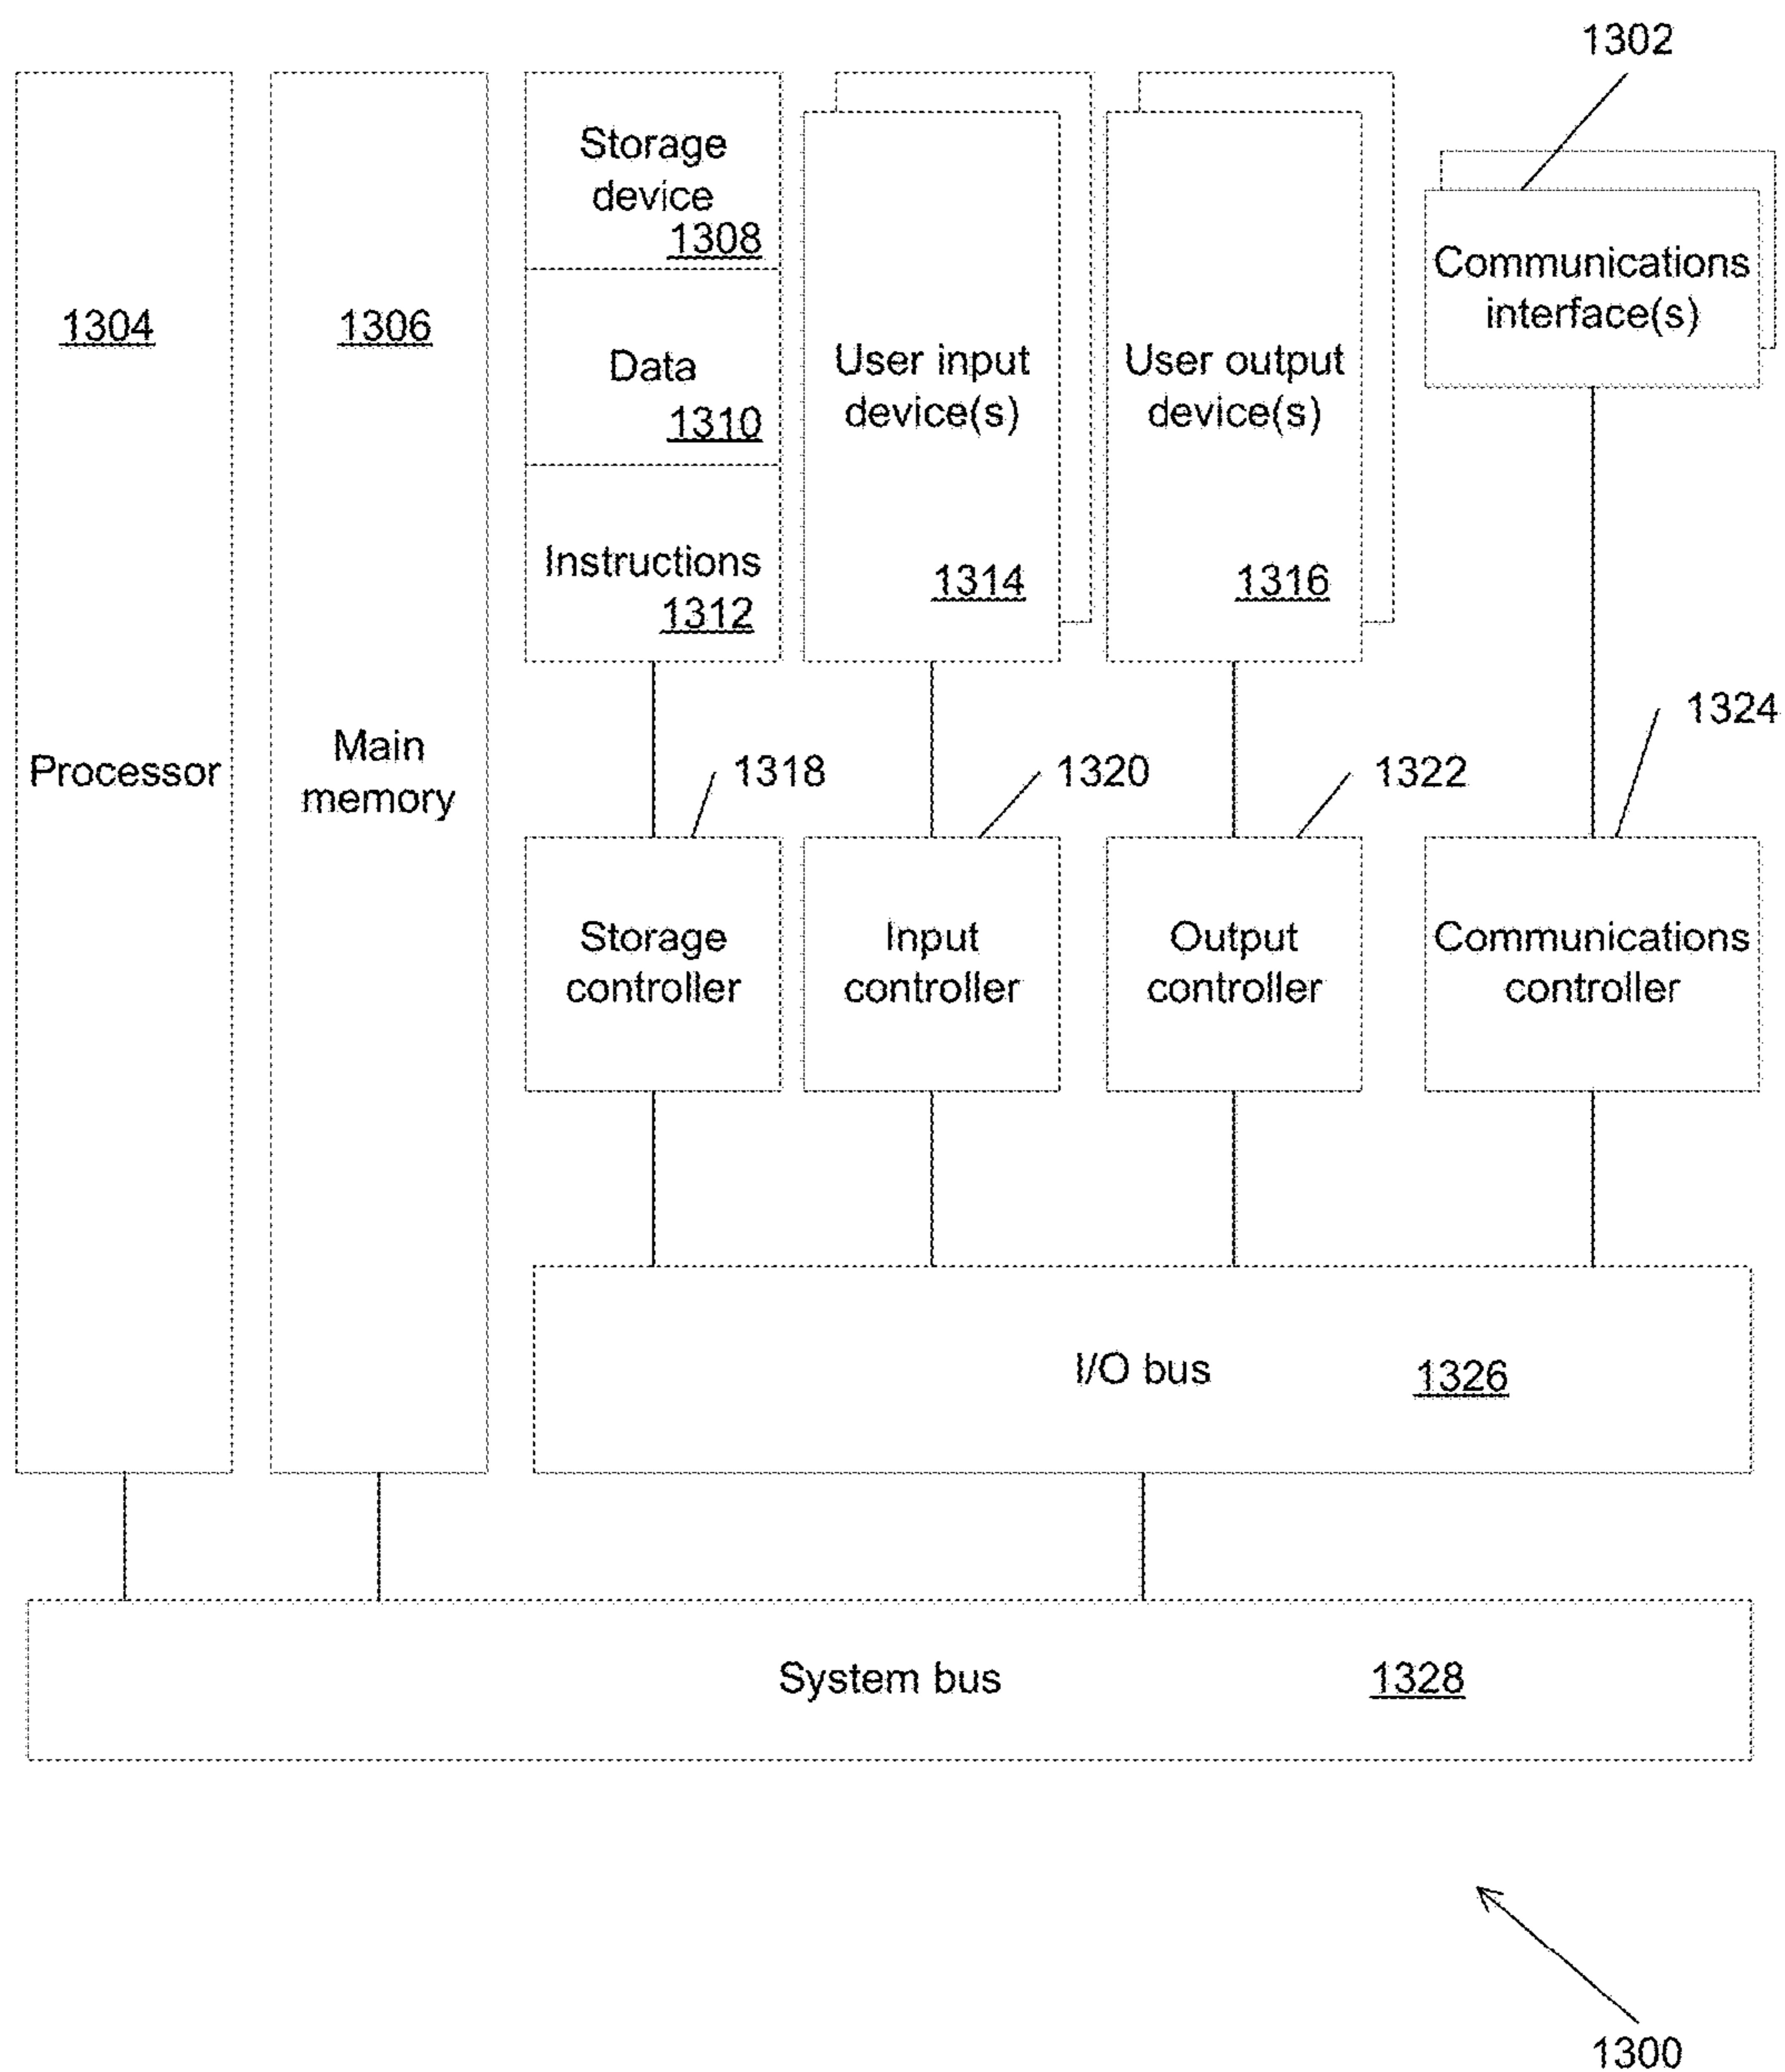 1302
Storage
device
1308
Communications
interface(s)
1304
1306
Data
1310
User input
device(s)
User output
device(s)
Instructions
1312
1314
1316
1324
Processor
Main
memory
1318
1320
1322
Storage
controller
Input
controller
Output
controller
Communications
controller
I/O bus
1326
System bus
1328
1300